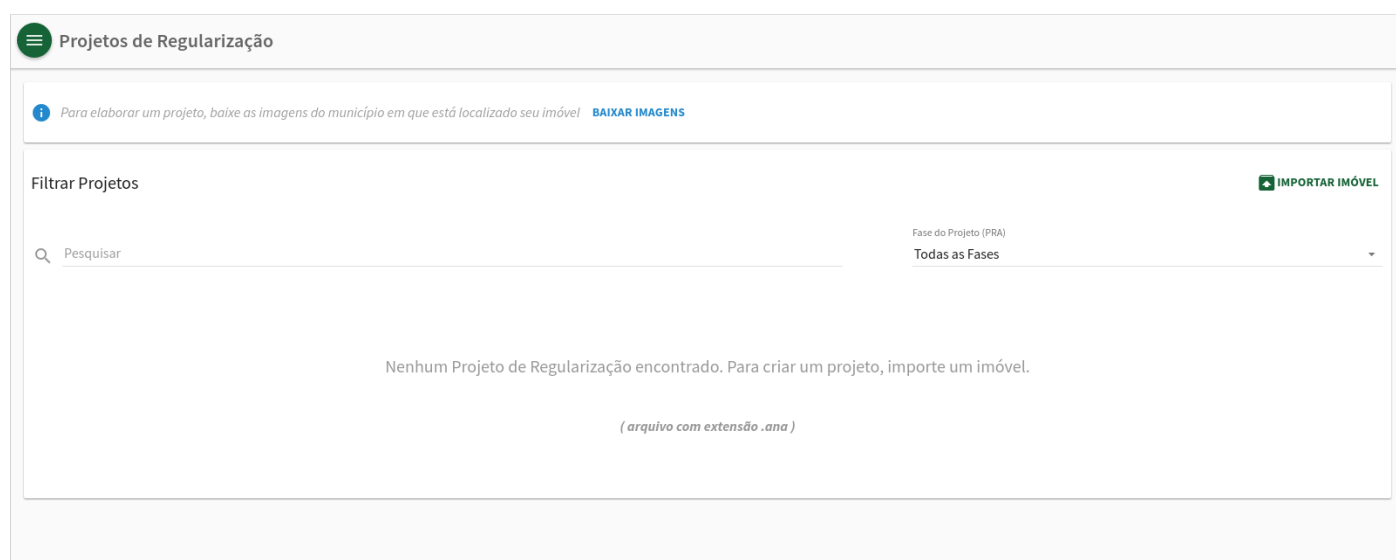 Projetos de Regularização
Para elaborar um projeto, baixe as imagens do município em que está localizado seu imóvel BAIXAR IMAGENS
Filtrar Projetos
IMPORTAR IMÓVEL
Fase do Projeto (PRA)
Pesquisar
Todas as Fases
Nenhum Projeto de Regularização encontrado. Para criar um projeto, importe um imóvel.
( arquivo com extensão .ana )